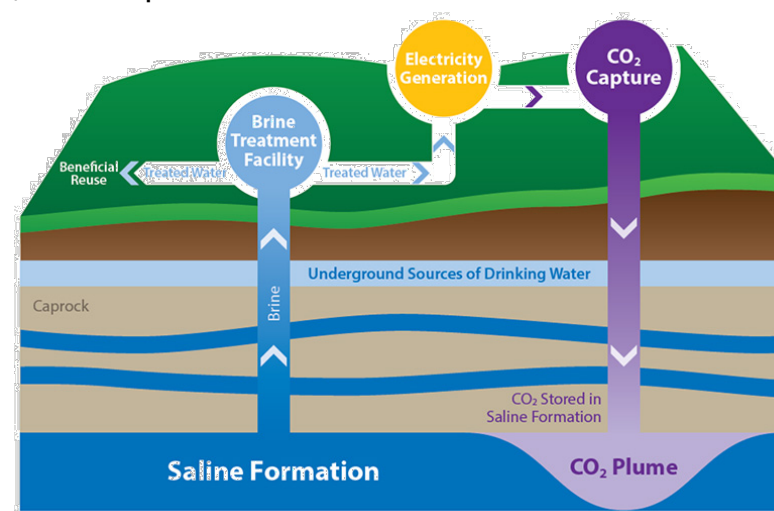 Electricity
Generation
CO₂
Capture
Brine
Treatment
Facility
Beneficial
Reuse
Treated Water
Treated Water
Underground Sources of Drinking Water
Caprock
Brine
CO₂ Stored in
Saline Formation
Saline Formation
CO₂ Plume